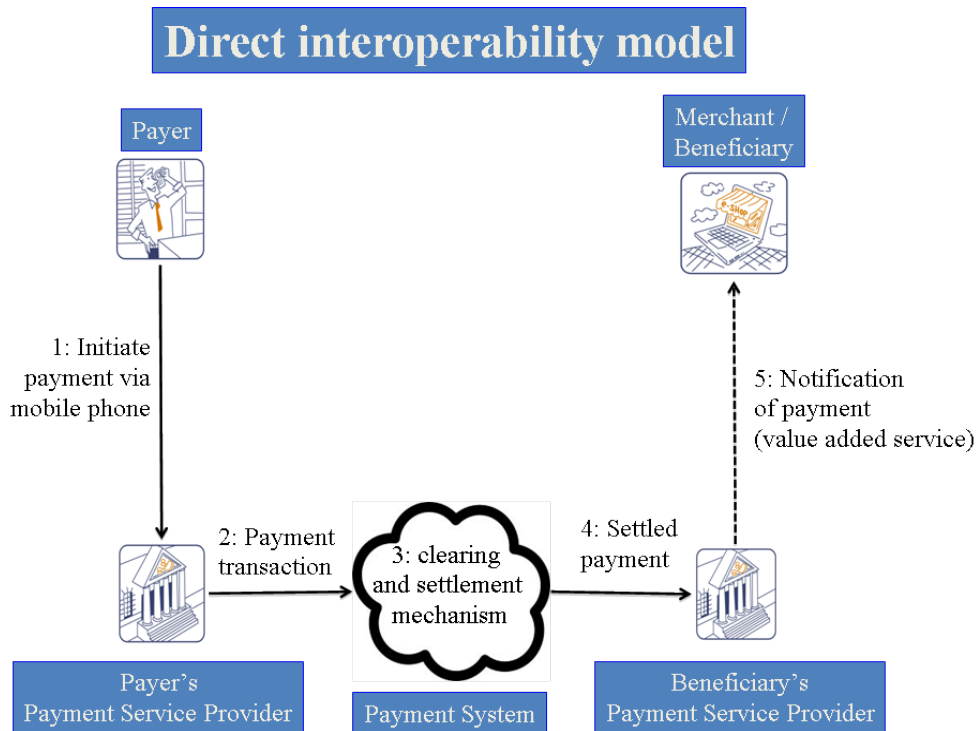 Direct interoperability model
Payer
Merchant /
Beneficiary
e-SHOP
1: Initiate
payment via
mobile phone
5: Notification
of payment
(value added service)
2: Payment
transaction
3: clearing
and settlement
mechanism
4: Settled
payment
Payer's
Payment Service Provider
Payment System
Beneficiary's
Payment Service Provider